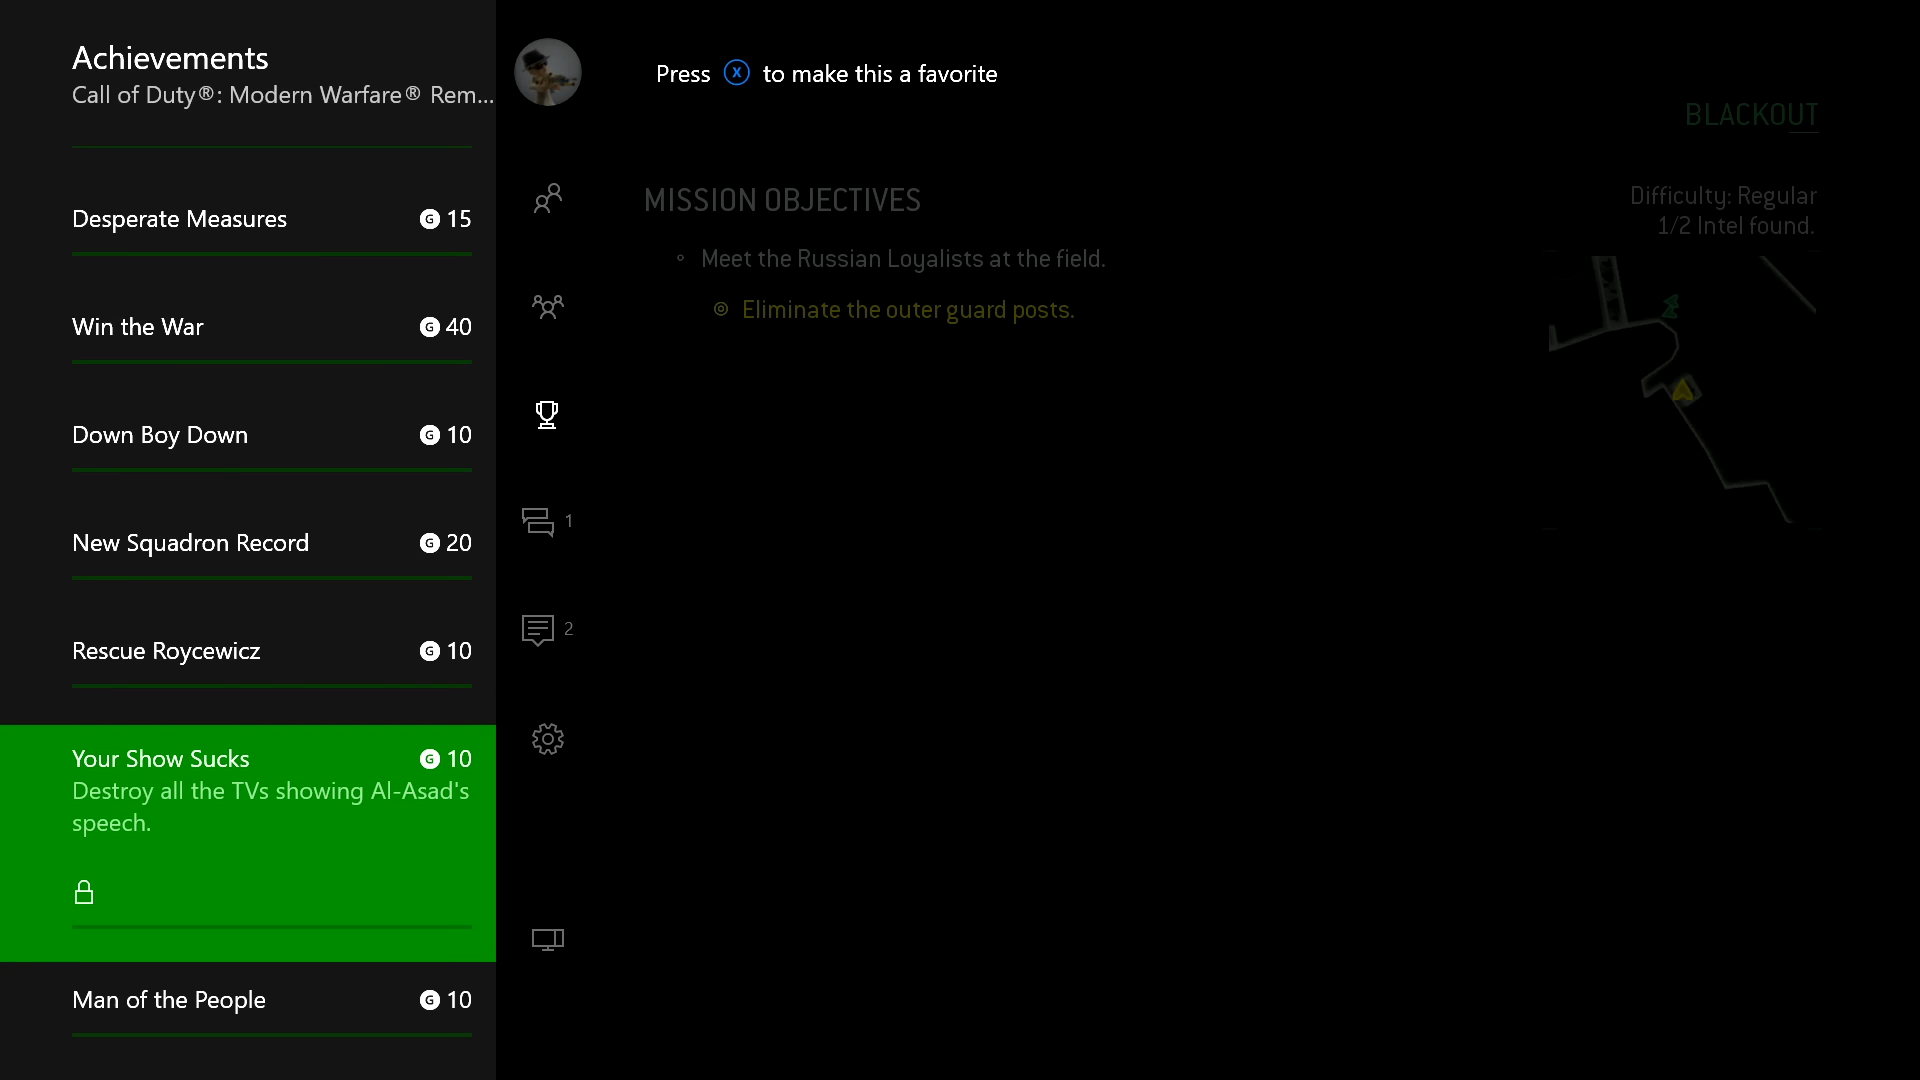 Achievements
Call of Duty®: Modern Warfare® Rem...
Desperate Measures G 15
Win the War G 40
Down Boy Down G 10
New Squadron Record G 20
Rescue Roycewicz G 10
Your Show Sucks G 10
Destroy all the TVs showing Al-Asad's
speech.
Man of the People G 10
1
2
Press X to make this a favorite
BLACKOUT
MISSION OBJECTIVES
Difficulty: Regular
1/2 Intel found.
Meet the Russian Loyalists at the field.
Eliminate the outer guard posts.